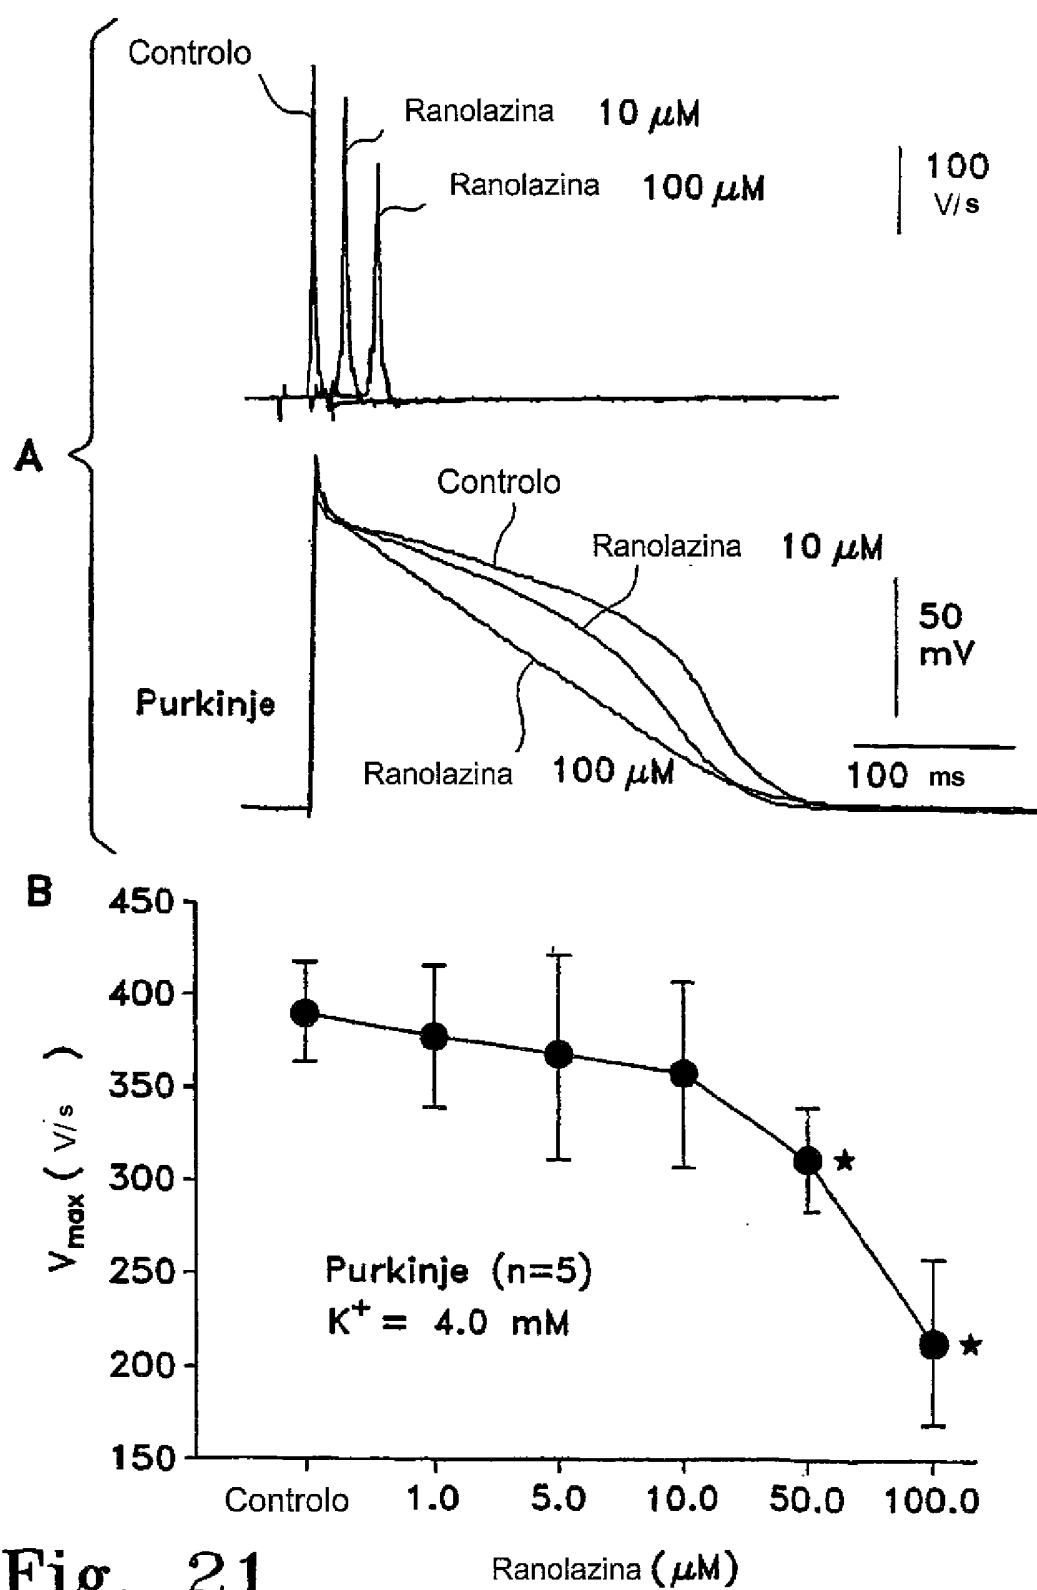 Controlo
Ranolazina 10 μM
Ranolazina 100 μM
100
V/s
A
Controlo
Ranolazina 10 μM
50
mV
Purkinje
Ranolazina 100 μM
100 ms
B
450
400
350
300
250
200
150
Vmax ( V/s )
Purkinje (n=5)
K+ = 4.0 mM
★
★
Controlo 1.0 5.0 10.0 50.0 100.0
Ranolazina (μM)
Fig. 21